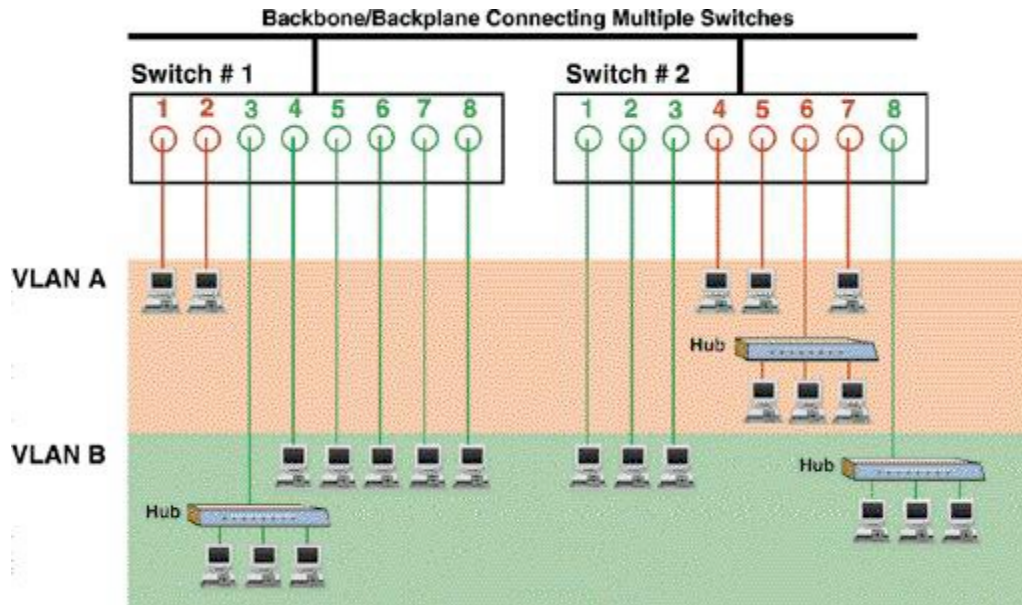 Backbone/Backplane Connecting Multiple Switches
Switch # 1
Switch # 2
1 2 3 4 5 6 7 8
1 2 3 4 5 6 7 8
VLAN A
Hub
VLAN B
Hub
Hub